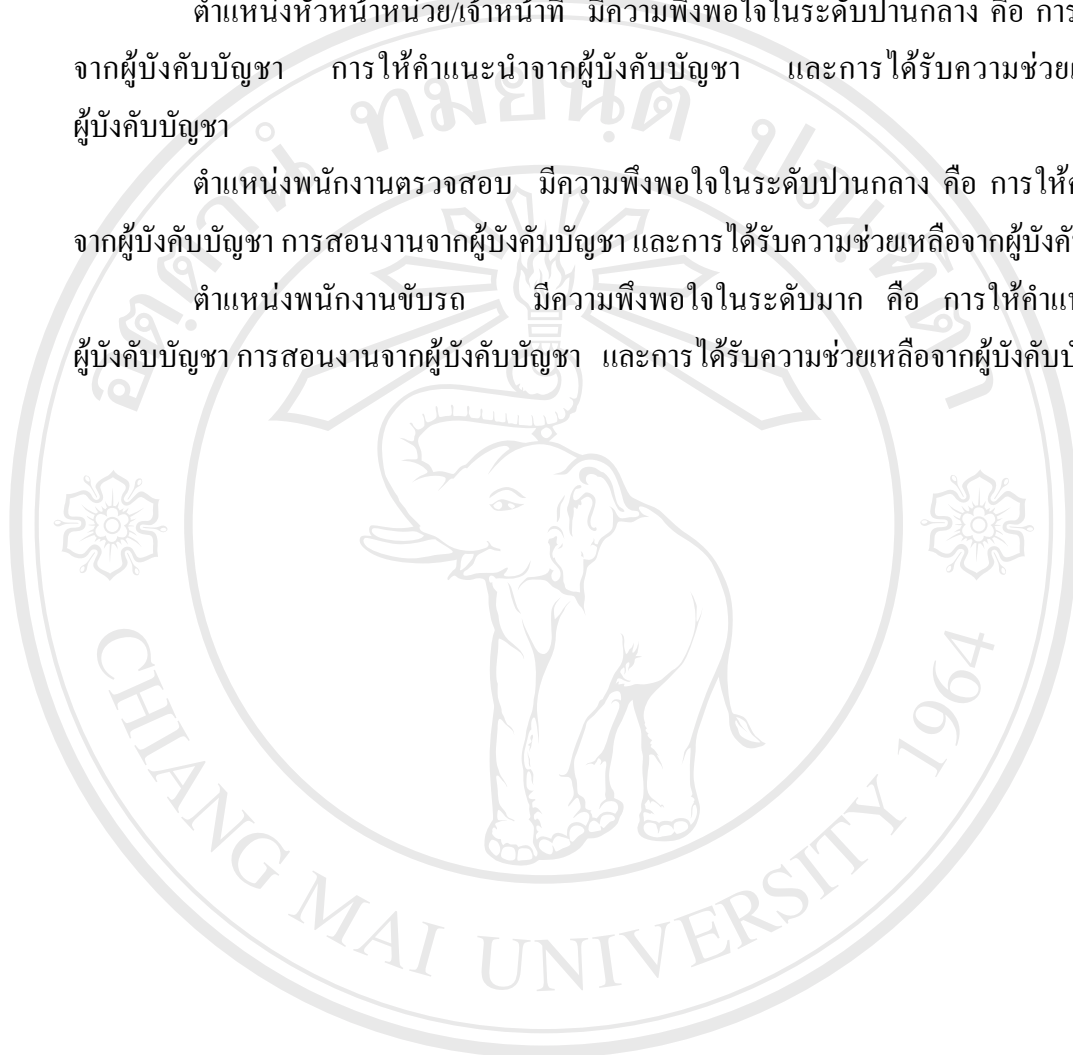 ตำแหน่งหัวหน้าหน่วย/เจ้าหน้าที่ มีความพึงพอใจในระดับปานกลาง คือ การ
จากผู้บังคับบัญชา การให้คำแนะนำจากผู้บังคับบัญชา และการได้รับความช่วย
ผู้บังคับบัญชา
ตำแหน่งพนักงานตรวจสอบ มีความพึงพอใจในระดับปานกลาง คือ การให้
จากผู้บังคับบัญชา การสอนงานจากผู้บังคับบัญชา และการได้รับความช่วยเหลือจาก
ตำแหน่งพนักงานขับรถ มีความพึงพอใจในระดับมาก คือ การให้
ผู้บังคับบัญชา การสอนงานจากผู้บังคับบัญชา และการได้รับความช่วยเหลือจาก
CHIANG MAI UNIVERSITY 1964